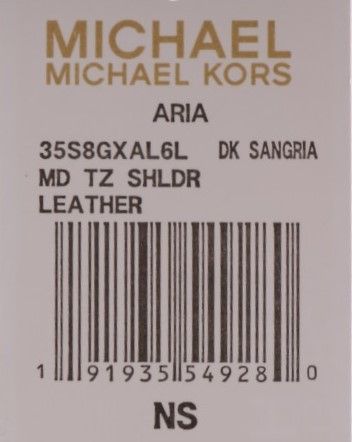 MICHAEL
MICHAEL KORS
ARIA
35S8GXAL6L DK SANGRIA
MD TZ SHLDR
LEATHER
1 91935 54928 0
NS